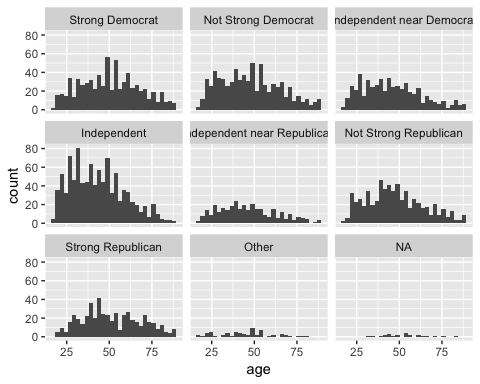 Strong Democrat
Not Strong Democrat
ndependent near Democra
80
60
40
20
0
Independent
ndependent near Republica
Not Strong Republican
80
60
40
20
0
Strong Republican
Other
NA
80
60
40
20
0
25 50 75
25 50 75
25 50 75
count
age